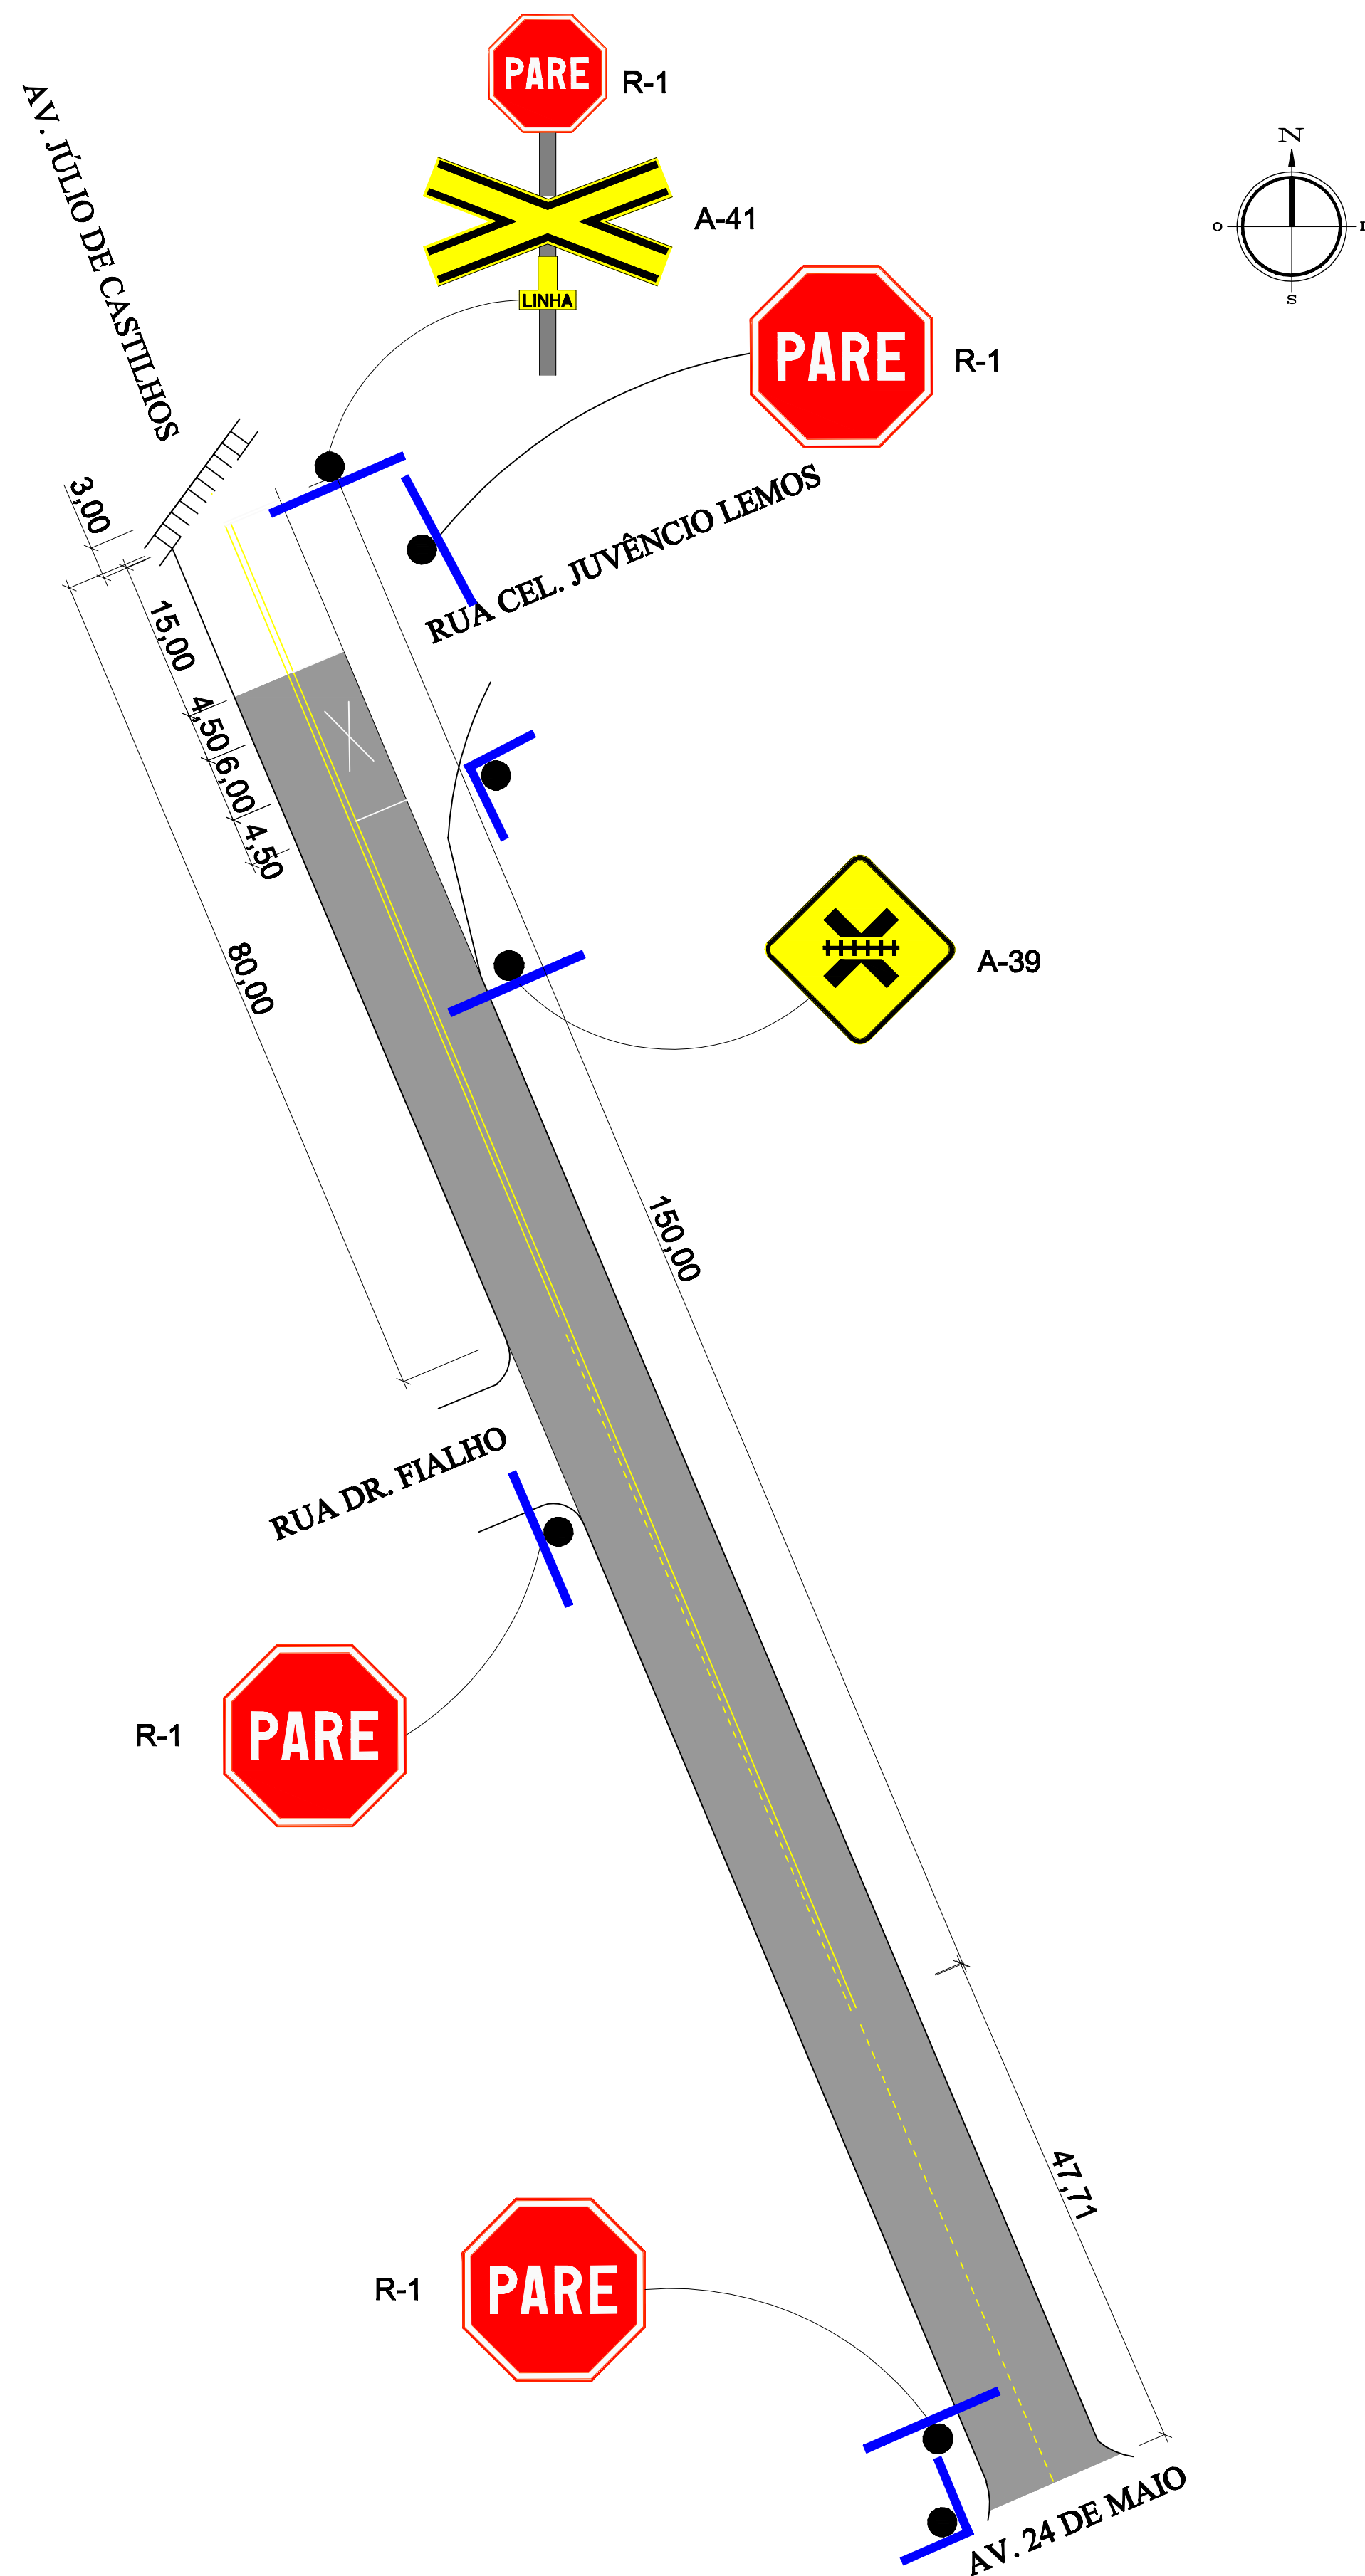 PARE
R-1
AV. JÚLIO DE CASTILHOS
N
O
I
S
A-41
LINHA
PARE
R-1
RUA CEL. JUVÊNCIO LEMOS
3,00
15,00
4,50
6,00
4,50
80,00
A-39
150,00
RUA DR. FIALHO
PARE
R-1
47,71
PARE
R-1
AV. 24 DE MAIO